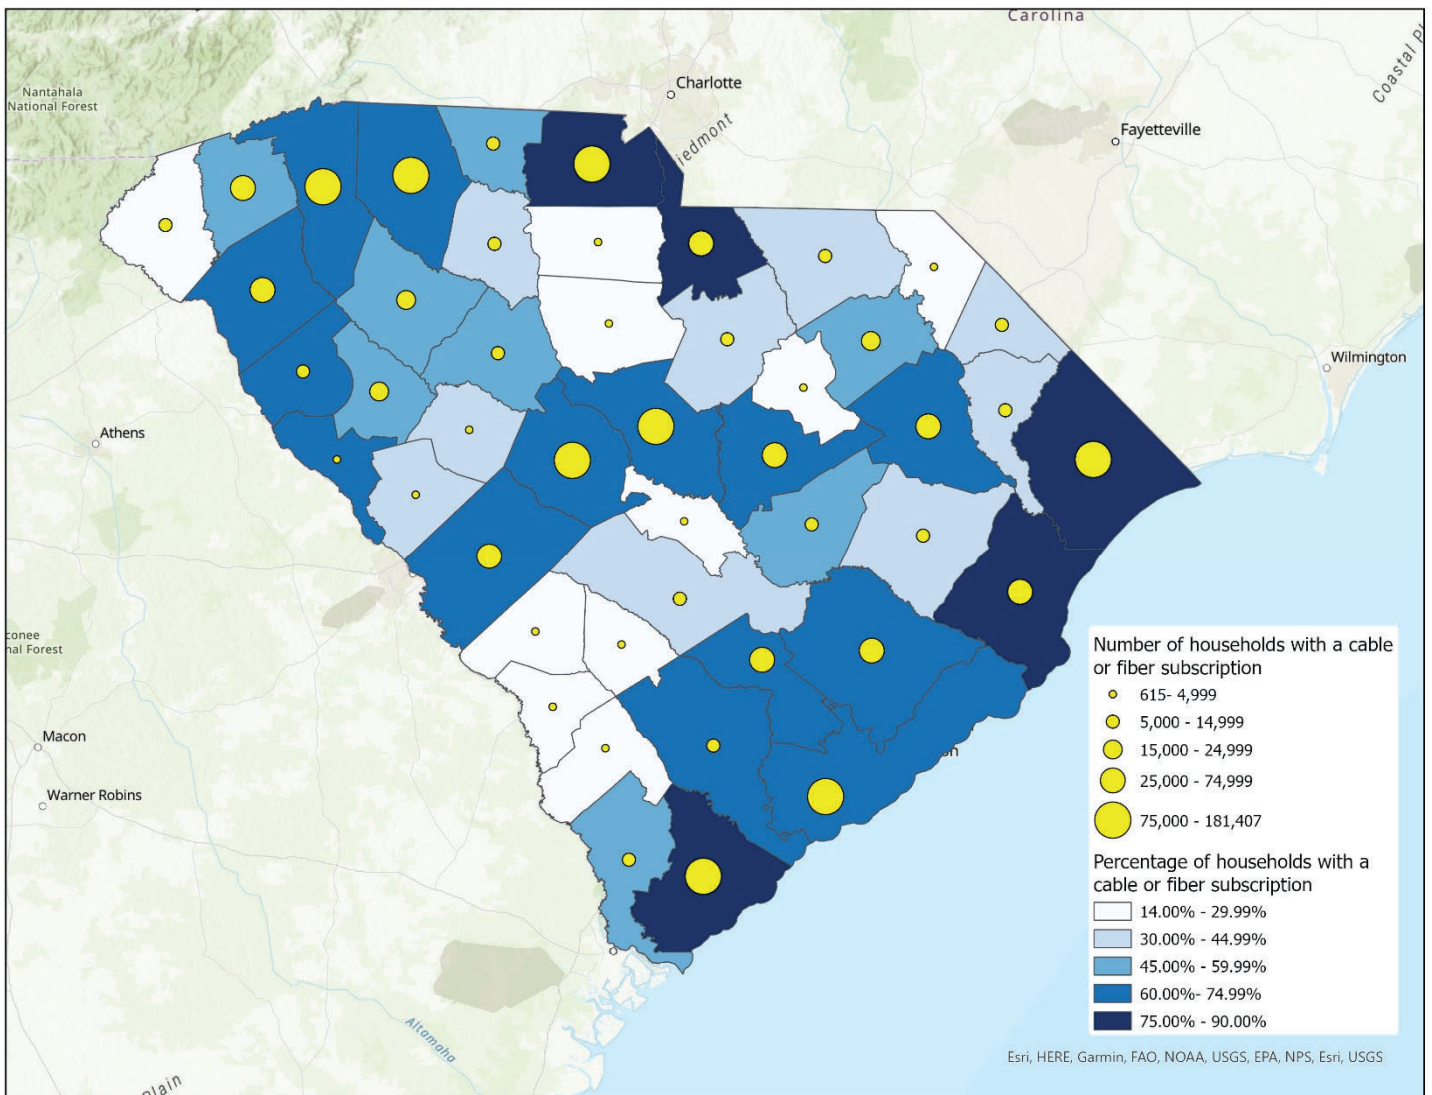 Carolina
Coastal Pl
Nantahala
National Forest
Charlotte
iedmont
Fayetteville
Wilmington
Athens
conee
nal Forest
Macon
Warner Robins
on
Altamaha
Plain
Number of households with a cable
or fiber subscription
615- 4,999
5,000 - 14,999
15,000 - 24,999
25,000 - 74,999
75,000 - 181,407
Percentage of households with a
cable or fiber subscription
14.00% - 29.99%
30.00% - 44.99%
45.00% - 59.99%
60.00%- 74.99%
75.00% - 90.00%
Esri, HERE, Garmin, FAO, NOAA, USGS, EPA, NPS, Esri, USGS